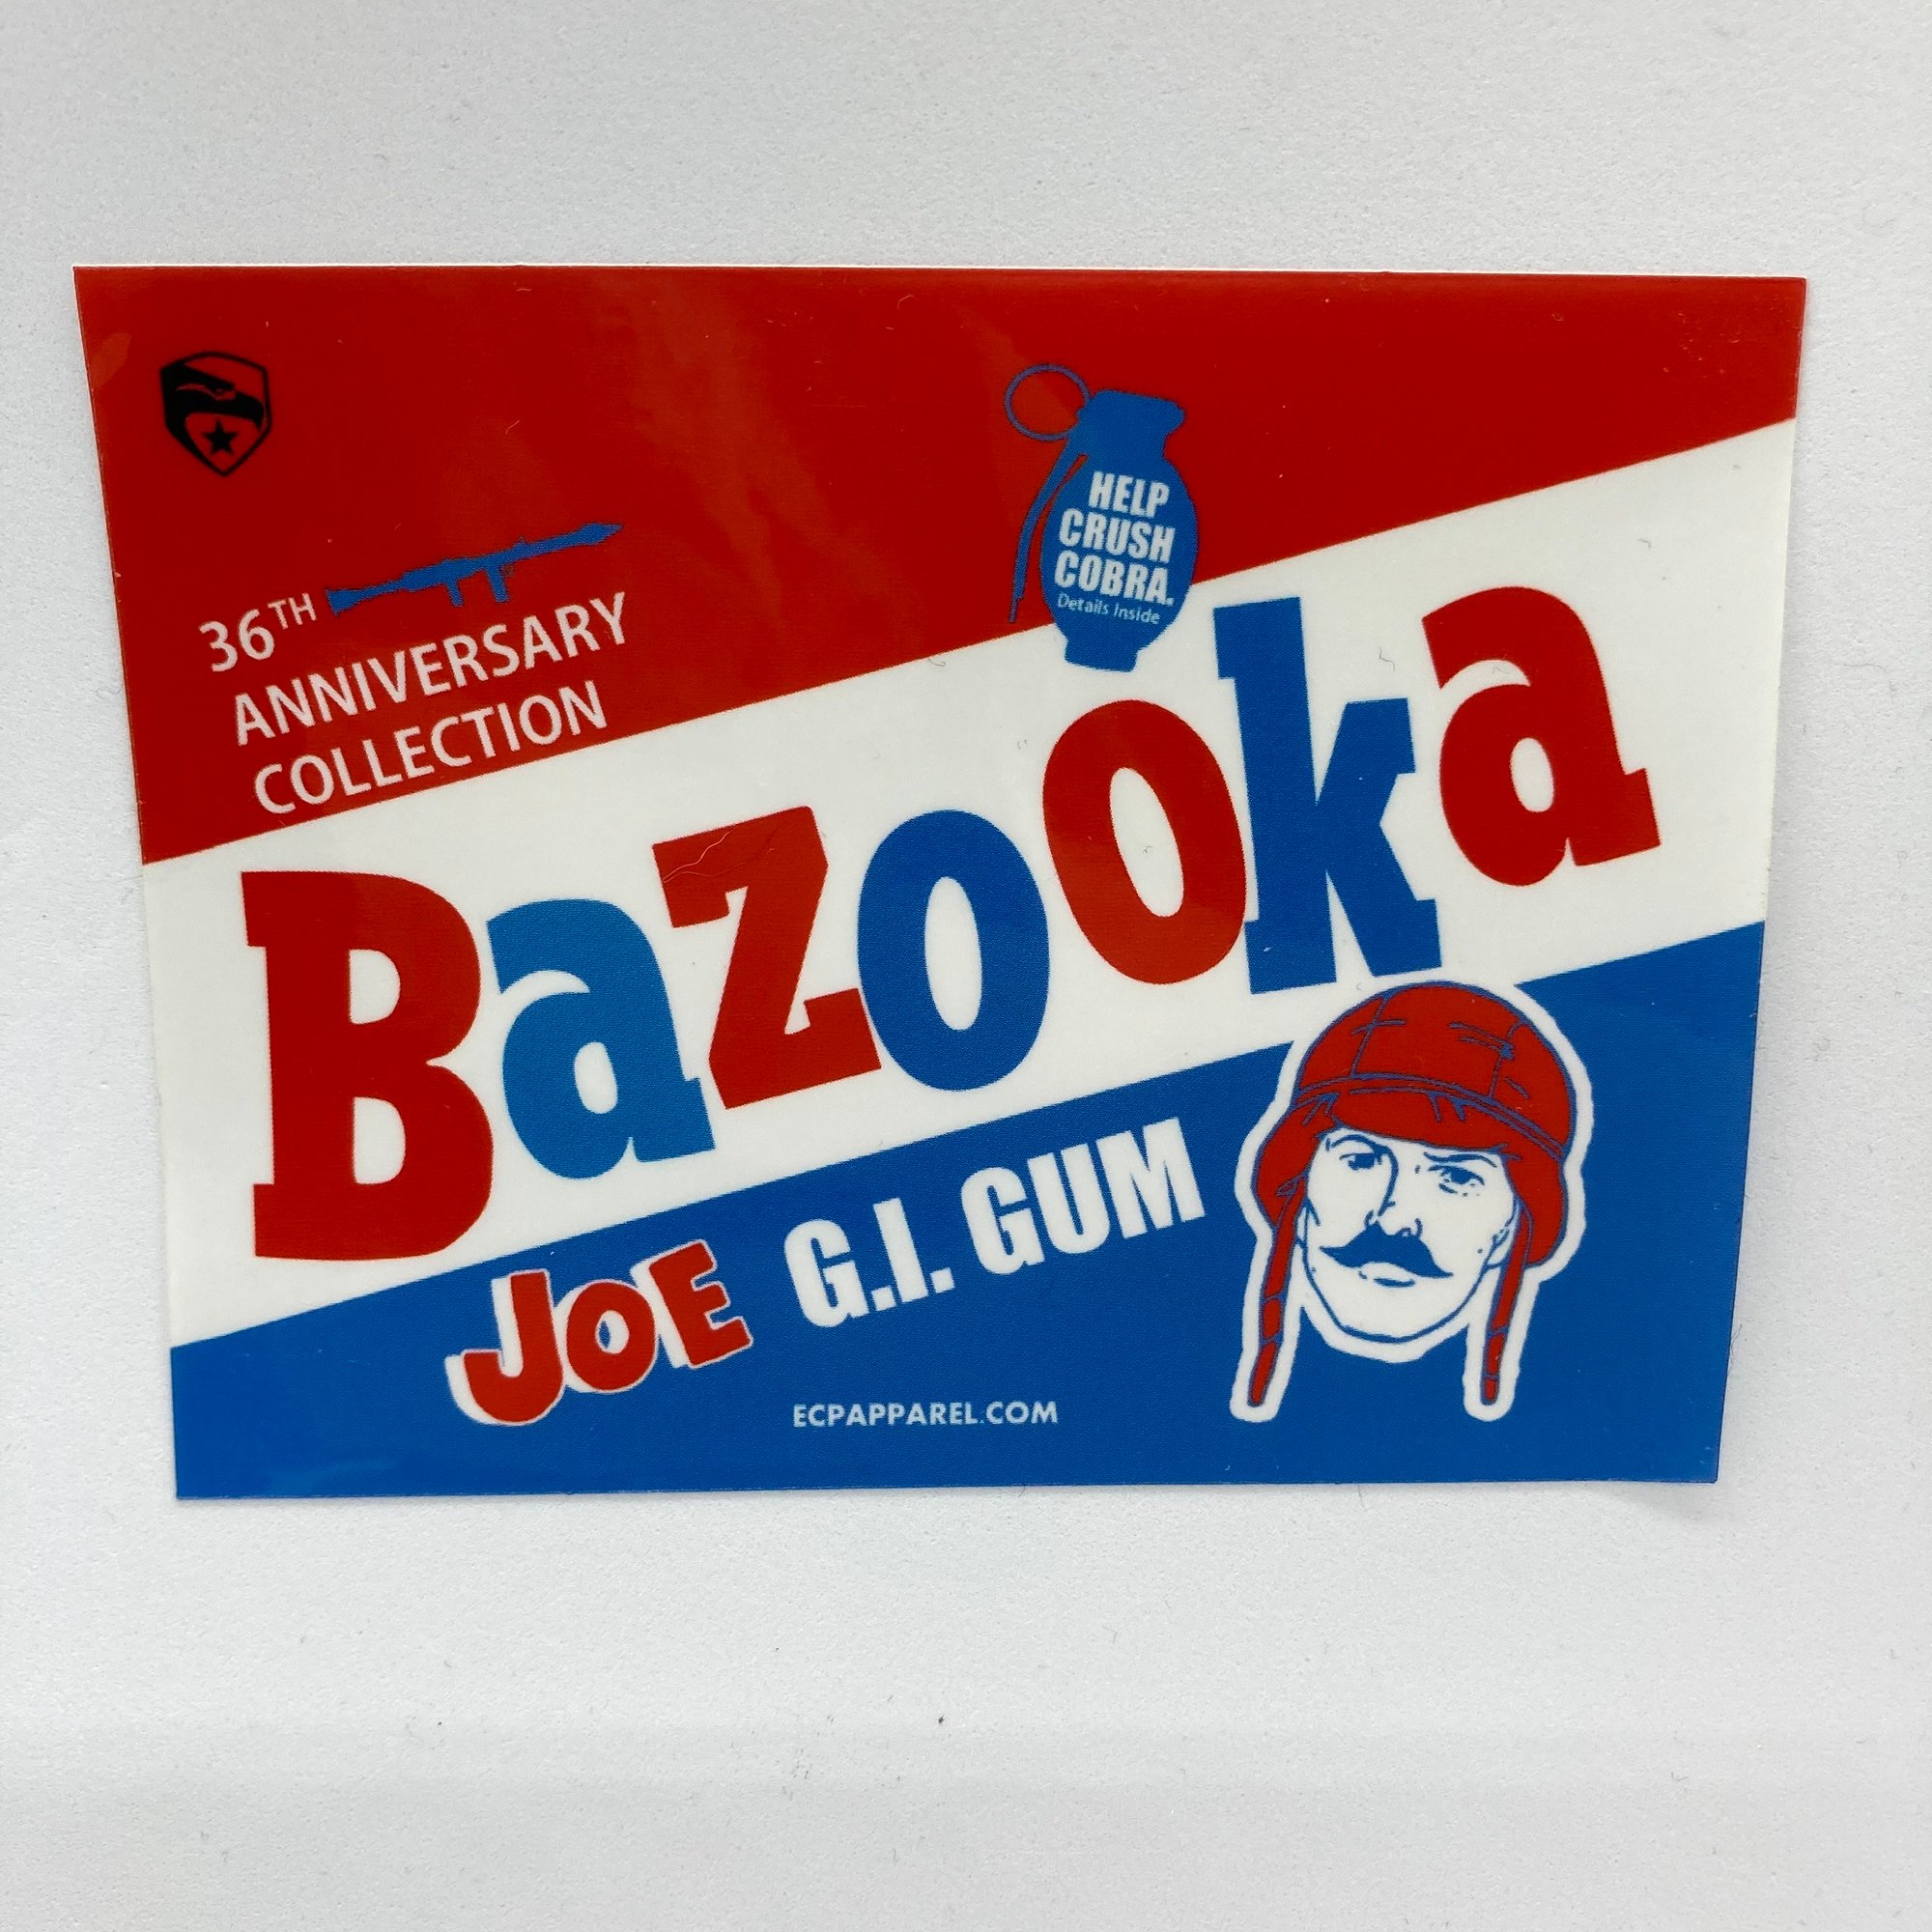 36TH
ANNIVERSARY
COLLECTION
HELP
CRUSH
COBRA.
Details Inside
Bazooka
JOE G.I. GUM
ECPAPPAREL.COM